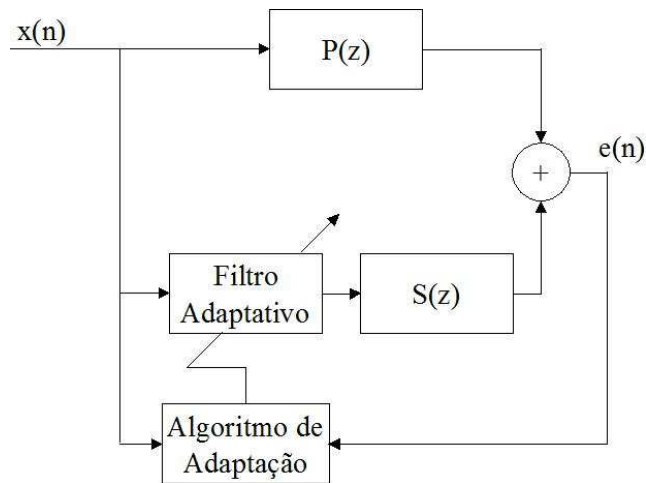 x(n)
P(z)
e(n)
+
Filtro
Adaptativo
S(z)
Algoritmo de
Adaptação